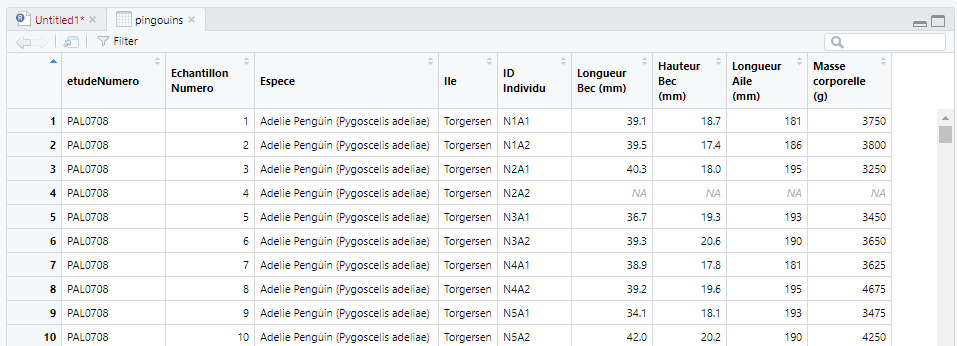 Untitled1* pingouins
Filter
etudeNumero Echantillon Numero Espece Ile ID Individu Longueur Bec (mm) Hauteur Bec (mm) Longueur Aile (mm) Masse corporelle (g)
1 PAL0708 1 Adelie Penguin (Pygoscelis adeliae) Torgersen N1A1 39.1 18.7 181 3750
2 PAL0708 2 Adelie Penguin (Pygoscelis adeliae) Torgersen N1A2 39.5 17.4 186 3800
3 PAL0708 3 Adelie Penguin (Pygoscelis adeliae) Torgersen N2A1 40.3 18.0 195 3250
4 PAL0708 4 Adelie Penguin (Pygoscelis adeliae) Torgersen N2A2 NA NA NA NA
5 PAL0708 5 Adelie Penguin (Pygoscelis adeliae) Torgersen N3A1 36.7 19.3 193 3450
6 PAL0708 6 Adelie Penguin (Pygoscelis adeliae) Torgersen N3A2 39.3 20.6 190 3650
7 PAL0708 7 Adelie Penguin (Pygoscelis adeliae) Torgersen N4A1 38.9 17.8 181 3625
8 PAL0708 8 Adelie Penguin (Pygoscelis adeliae) Torgersen N4A2 39.2 19.6 195 4675
9 PAL0708 9 Adelie Penguin (Pygoscelis adeliae) Torgersen N5A1 34.1 18.1 193 3475
10 PAL0708 10 Adelie Penguin (Pygoscelis adeliae) Torgersen N5A2 42.0 20.2 190 4250